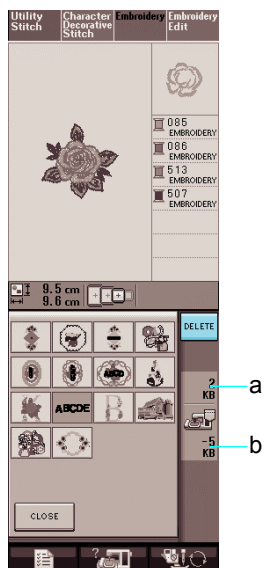 Utility Stitch
Character Decorative Stitch
Embroidery
Embroidery Edit
085
EMBROIDERY
086
EMBROIDERY
513
EMBROIDERY
507
EMBROIDERY
9.5 cm
9.6 cm
DELETE
2 KB
a
ABCD
ABCDE
B
-5 KB
b
CLOSE
?